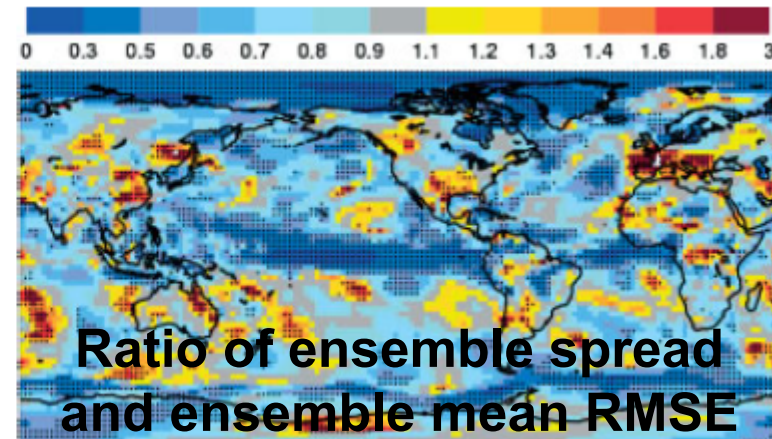 0 0.3 0.5 0.6 0.7 0.8 0.9 1.1 1.2 1.3 1.4 1.6 1.8 3
Ratio of ensemble spread
and ensemble mean RMSE